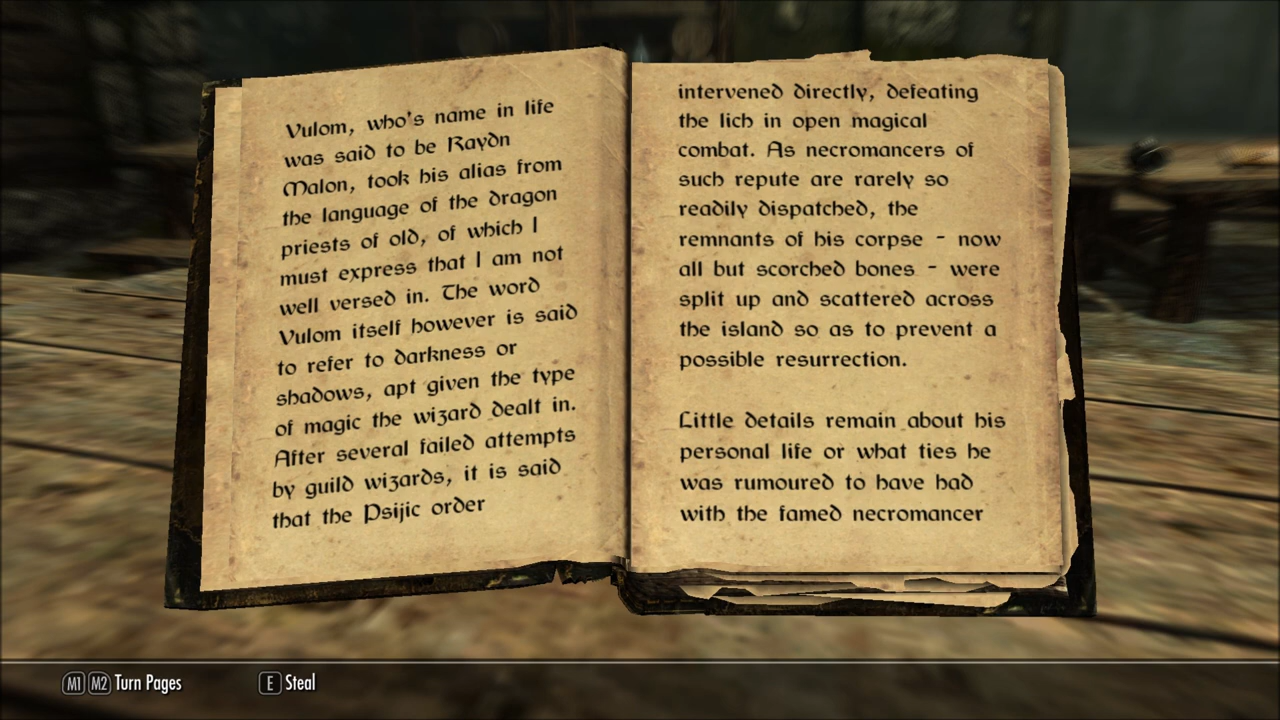 Vulom, who's name in life
was said to be Raydn
Malon, took his alias from
the language of the dragon
priests of old, of which I
must express that I am not
well versed in. The word
Vulom itself however is said
to refer to darkness or
shadows, apt given the type
of magic the wizard dealt in.
After several failed attempts
by guild wizards, it is said
that the Psijic order
intervened directly, defeating
the lich in open magical
combat. As necromancers of
such repute are rarely so
readily dispatched, the
remnants of his corpse - now
all but scorched bones - were
split up and scattered across
the island so as to prevent a
possible resurrection.
Little details remain about his
personal life or what ties he
was rumoured to have had
with the famed necromancer
M1 M2 Turn Pages
E Steal